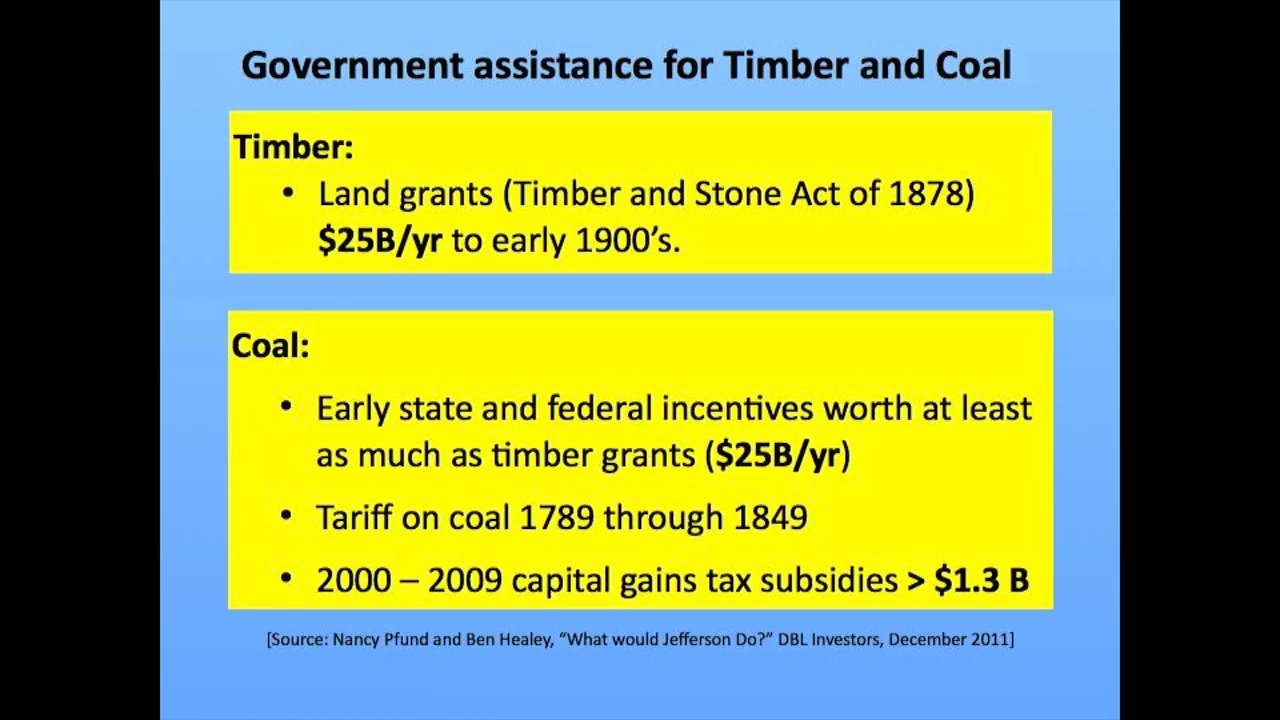 Government assistance for Timber and Coal
Timber:
• Land grants (Timber and Stone Act of 1878)
$25B/yr to early 1900’s.
Coal:
• Early state and federal incentives worth at least
as much as timber grants ($25B/yr)
• Tariff on coal 1789 through 1849
• 2000 – 2009 capital gains tax subsidies > $1.3 B
[Source: Nancy Pfund and Ben Healey, “What would Jefferson Do?” DBL Investors, December 2011]